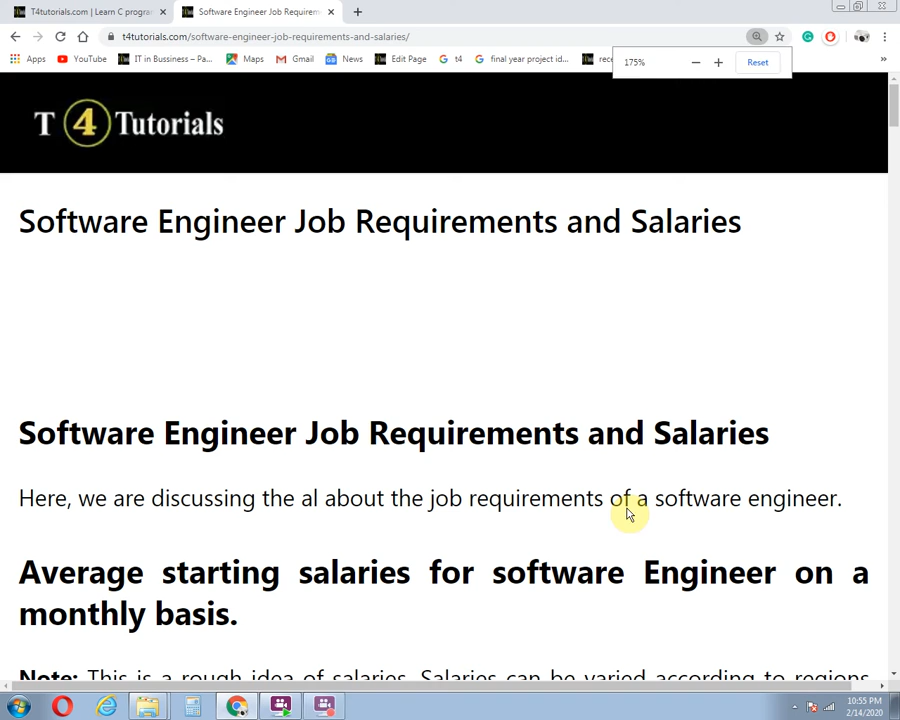 T4tutorials.com | Learn C progra
Software Engineer Job Requirem
t4tutorials.com/software-engineer-job-requirements-and-salaries/
Apps YouTube IT in Bussiness – Pa... Maps Gmail News Edit Page t4 final year project id... rece
175% − + Reset
T 4 Tutorials
Software Engineer Job Requirements and Salaries
Software Engineer Job Requirements and Salaries
Here, we are discussing the al about the job requirements of a software engineer.
Average starting salaries for software Engineer on a
monthly basis.
Note: This is a rough idea of salaries. Salaries can be varied according to regions
10:55 PM
2/14/2020